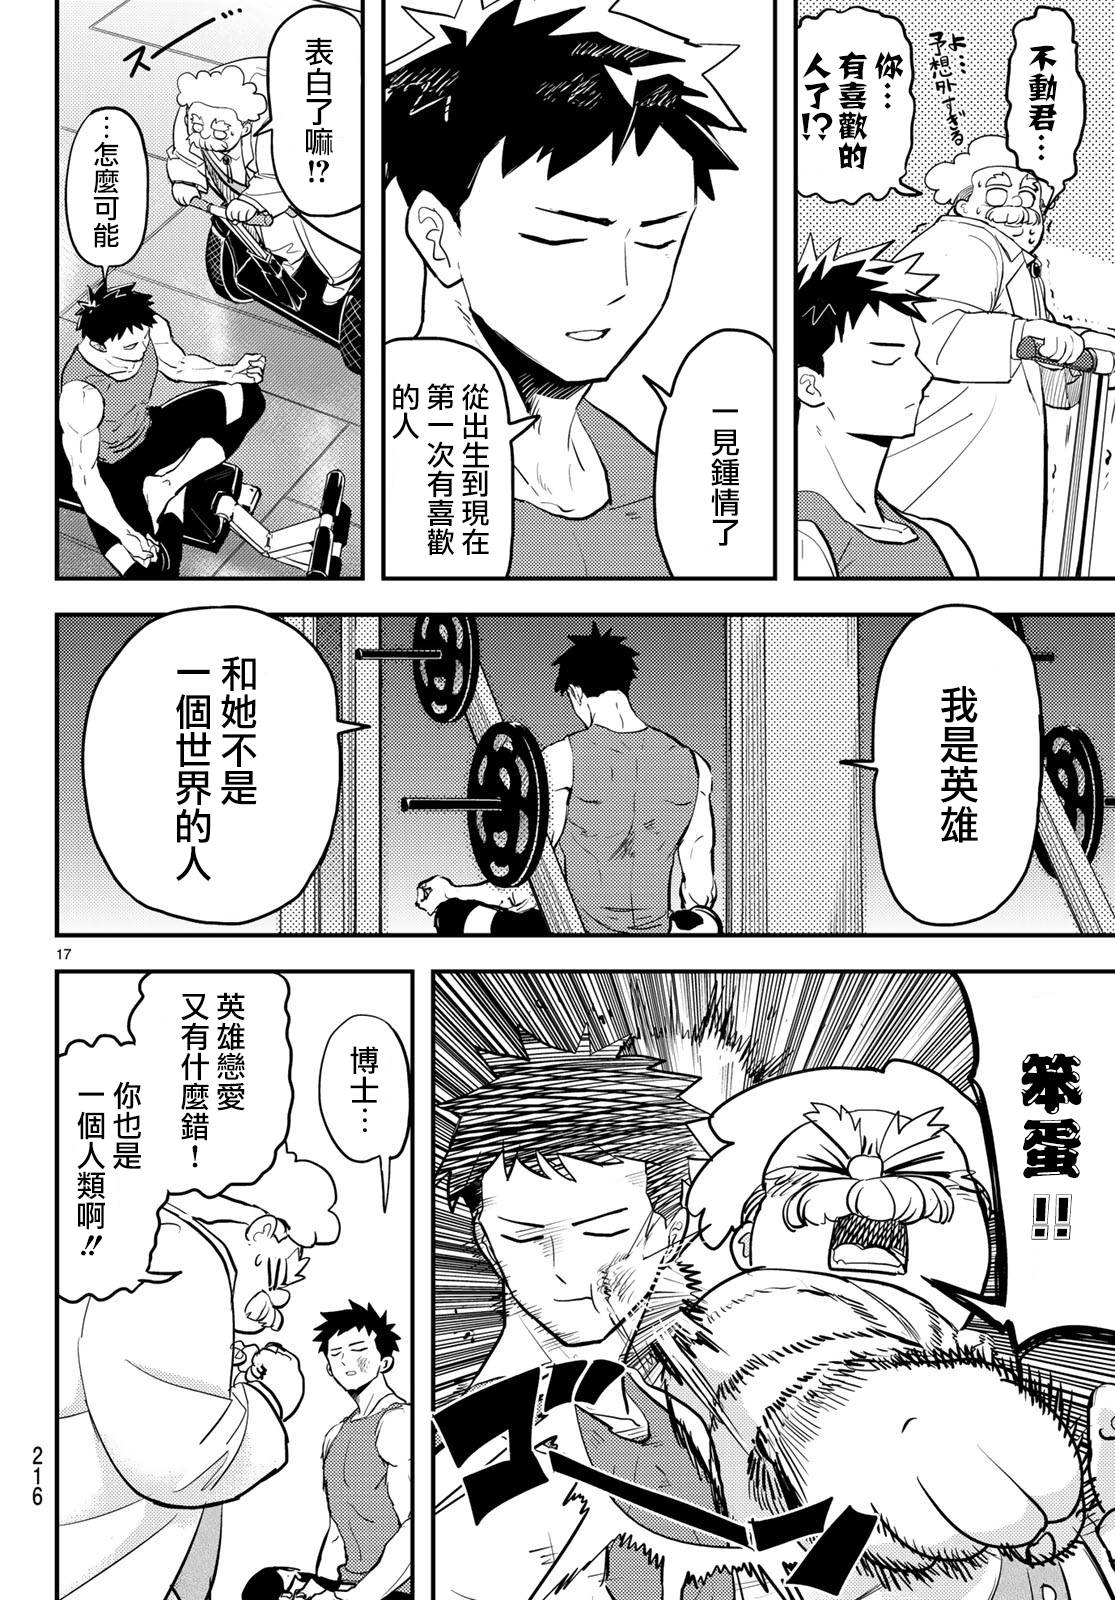 不動君…
よ…
予想外すぎる
你…
有喜歡的
人了!?
一見鍾情了
從出生到現在
第一次有喜歡
的人
スッ…
表白了嘛!?
…怎麼可能
我是英雄
和她不是
一個世界的人
17
笨蛋!!
博士…
英雄戀愛
又有什麼錯！
你也是
一個人類啊!!
216